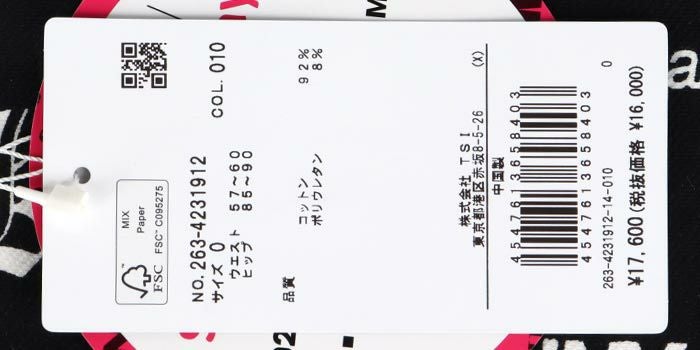 MIX
Paper
FSC™ C095275
FSC™
NO. 263-4231912 COL. 010
サイズ 0
ウエスト 57～60
ヒップ 85～90
品質
コットン 92%
ポリウレタン 8%
株式会社 TSI (X)
東京都港区赤坂8-5-26
中国製
4547613658403
4547613658403
263-4231912-14-010 0
¥17,600(税抜価格 ¥16,000)